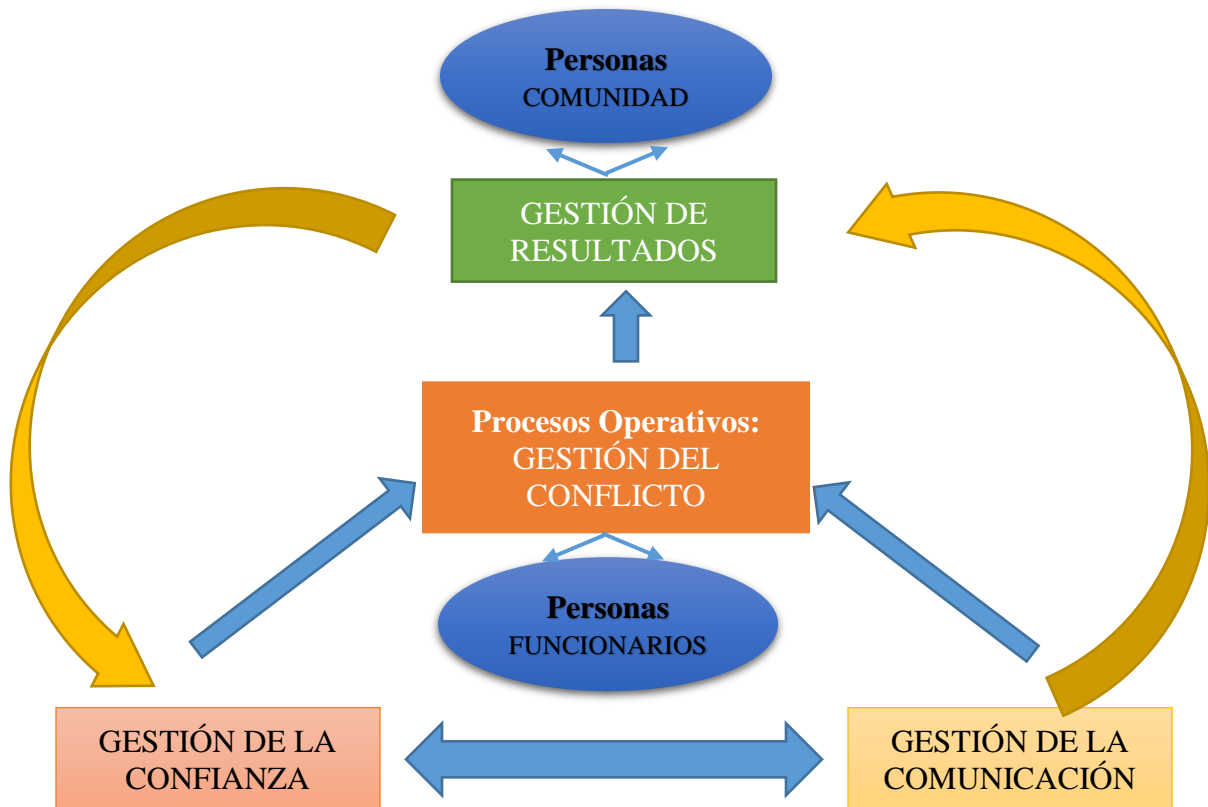 Personas
COMUNIDAD
GESTIÓN DE
RESULTADOS
Procesos Operativos:
GESTIÓN DEL
CONFLICTO
Personas
FUNCIONARIOS
GESTIÓN DE LA
CONFIANZA
GESTIÓN DE LA
COMUNICACIÓN